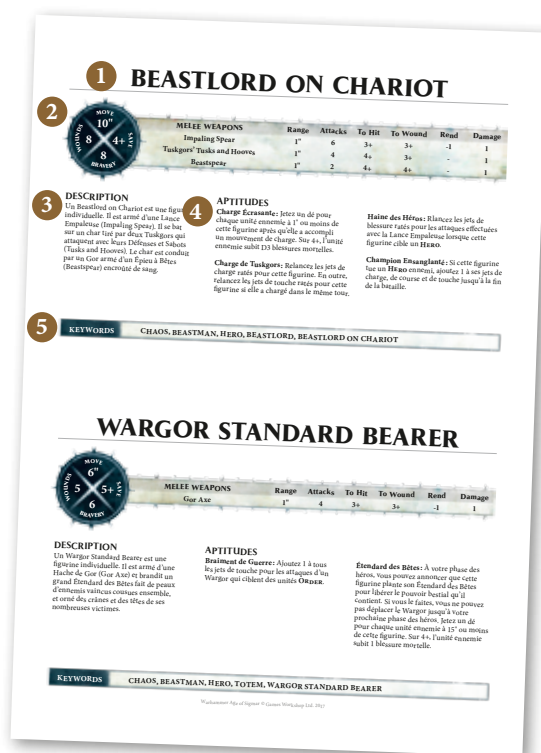 1
BEASTLORD ON CHARIOT
2
MOVE
10"
WOUNDS
8
4+
SAVE
8
BRAVERY
MELEE WEAPONS Range Attacks To Hit To Wound Rend Damage
Impaling Spear 1" 6 3+ 3+ -1 1
Tuskgors' Tusks and Hooves 1" 4 4+ 3+ - 1
Beastspear 1" 2 4+ 4+ - 1
3
DESCRIPTION
Un Beastlord on Chariot est une figurine
individuelle. Il est armé d'une Lance
Empaleuse (Impaling Spear). Il se bat
sur un char tiré par deux Tuskgors qui
attaquent avec leurs Défenses et Sabots
(Tusks and Hooves). Le char est conduit
par un Gor armé d'un Épieu à Bêtes
(Beastspear) encroûté de sang.
4
APTITUDES
Charge Écrasante: Jetez un dé pour
chaque unité ennemie à 1" ou moins de
cette figurine après qu'elle a accompli
un mouvement de charge. Sur 4+, l'unité
ennemie subit D3 blessures mortelles.
Charge de Tuskgors: Relancez les jets de
charge ratés pour cette figurine. En outre,
relancez les jets de touche ratés pour cette
figurine si elle a chargé dans le même tour.
Haine des Héros: Rlancez les jets de
blessure ratés pour les attaques effectuées
avec la Lance Empaleuse lorsque cette
figurine cible un HERO.
Champion Ensanglanté: Si cette figurine
tue un HERO ennemi, ajoutez 1 à ses jets de
charge, de course et de touche jusqu'à la fin
de la bataille.
5
KEYWORDS CHAOS, BEASTMAN, HERO, BEASTLORD, BEASTLORD ON CHARIOT
WARGOR STANDARD BEARER
MOVE
6"
WOUNDS
5
5+
SAVE
6
BRAVERY
MELEE WEAPONS Range Attacks To Hit To Wound Rend Damage
Gor Axe 1" 4 3+ 3+ -1 1
DESCRIPTION
Un Wargor Standard Bearer est une
figurine individuelle. Il est armé d'une
Hache de Gor (Gor Axe) et brandit un
grand Étendard des Bêtes fait de peaux
d'ennemis vaincus cousues ensemble,
et orné des crânes et des têtes de ses
nombreuses victimes.
APTITUDES
Braiment de Guerre: Ajoutez 1 à tous
les jets de touche pour les attaques d'un
Wargor qui ciblent des unités ORDER.
Étendard des Bêtes: À votre phase des
héros, vous pouvez annoncer que cette
figurine plante son Étendard des Bêtes
pour libérer le pouvoir bestial qu'il
contient. Si vous le faites, vous ne pouvez
pas déplacer le Wargor jusqu'à votre
prochaine phase des héros. Jetez un dé
pour chaque unité ennemie à 15" ou moins
de cette figurine. Sur 4+, l'unité ennemie
subit 1 blessure mortelle.
KEYWORDS CHAOS, BEASTMAN, HERO, TOTEM, WARGOR STANDARD BEARER
Warhammer Age of Sigmar © Games Workshop Ltd. 2015